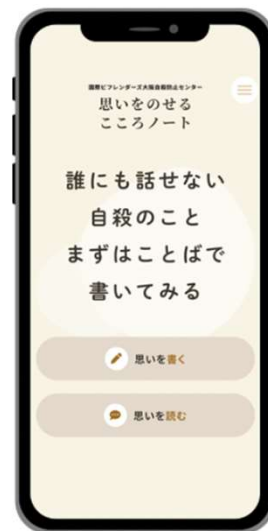 国際ビフレンダーズ大阪自殺防止センター
思いをのせる
こころノート
誰にも話せない
自殺のこと
まずはことばで
書いてみる
思いを書く
思いを読む